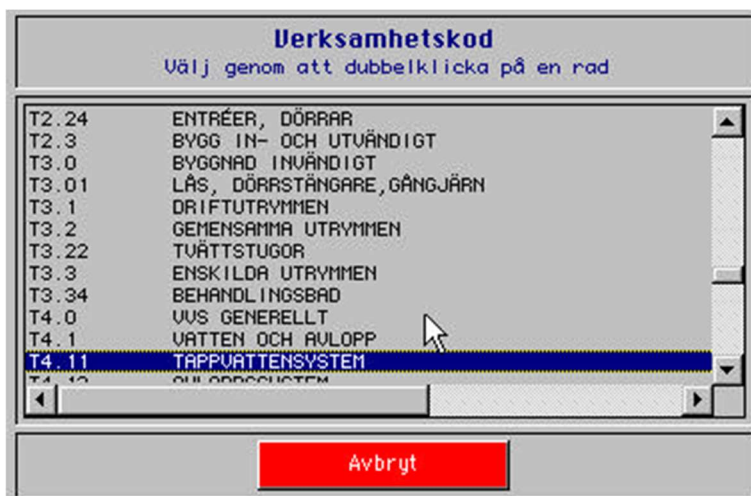 Verksamhetskod
Välj genom att dubbelklicka på en rad
T2.24 ENTRÉER, DÖRRAR
T2.3 BYGG IN- OCH UTVÄNDIGT
T3.0 BYGGNAD INVÄNDIGT
T3.01 LÅS, DÖRRSTÄNGARE,GÅNGJÄRN
T3.1 DRIFTUTRYMMEN
T3.2 GEMENSAMMA UTRYMMEN
T3.22 TVÄTTSTUGOR
T3.3 ENSKILDA UTRYMMEN
T3.34 BEHANDLINGSBAD
T4.0 VVS GENERELLT
T4.1 VATTEN OCH AVLOPP
T4.11 TAPPVATTENSYSTEM
T4.12 AVLOPPSSYSTEM
Avbryt